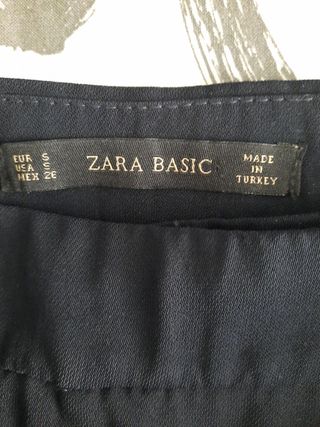 EUR S
USA S
MEX 26
ZARA BASIC
MADE
IN
TURKEY